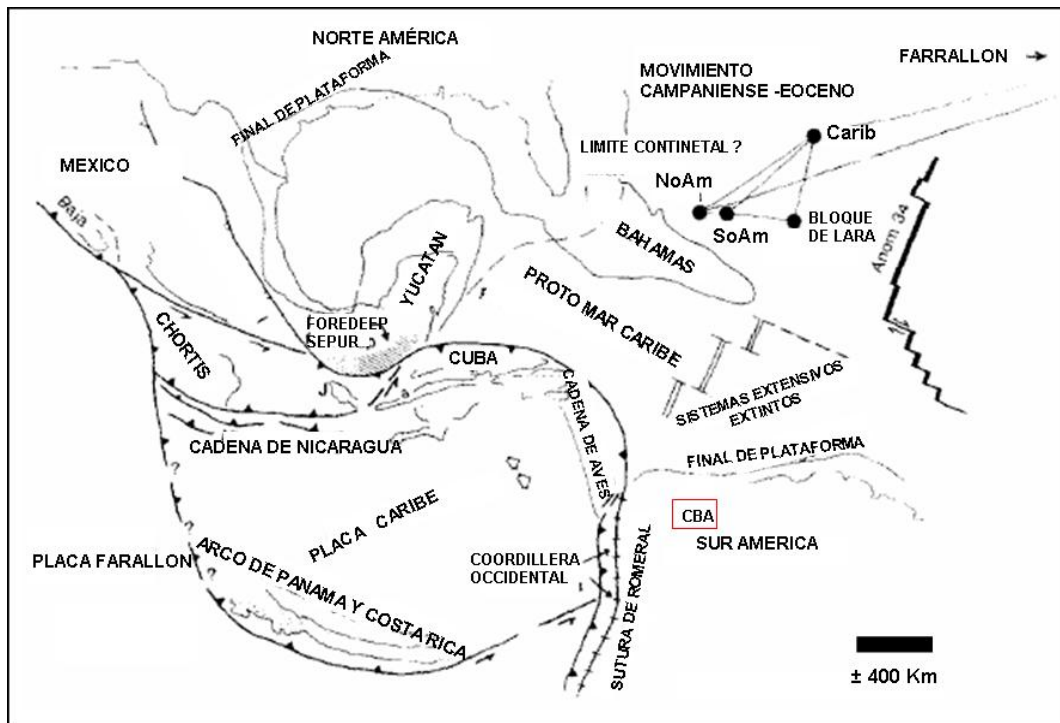 NORTE AMÉRICA
FINAL DE PLATAFORMA
MOVIMIENTO
CAMPANIENSE -EOCENO
FARRALLON
Carib
LIMITE CONTINETAL ?
NoAm
SoAm
BLOQUE
DE LARA
MEXICO
Baja
BAHAMAS
Anom 34
YUCATAN
PROTO MAR CARIBE
FOREDEEP
SEPUR
CHORTIS
CUBA
J
SISTEMAS EXTENSIVOS
EXTINTOS
CADENA DE NICARAGUA
CADENA DE AVES
FINAL DE PLATAFORMA
PLACA CARIBE
CBA
SUR AMERICA
PLACA FARALLON
?
?
ARCO DE PANAMA Y COSTA RICA
COORDILLERA
OCCIDENTAL
SUTURA DE ROMERAL
± 400 Km